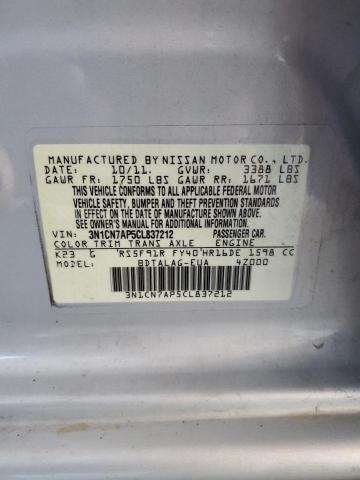 MANUFACTURED BY NISSAN MOTOR CO., LTD.
DATE: 10/11. GVWR: 3388 LBS
GAWR FR: 1750 LBS GAWR RR: 1671 LBS
THIS VEHICLE CONFORMS TO ALL APPLICABLE FEDERAL MOTOR
VEHICLE SAFETY, BUMPER, AND THEFT PREVENTION STANDARDS
IN EFFECT ON THE DATE OF MANUFACTURE SHOWN ABOVE.
SEE OWNER'S MANUAL FOR ADDITIONAL INFORMATION.
VIN: 3N1CN7AP5CL837212 PASSENGER CAR.
COLOR TRIM TRANS AXLE ENGINE
K23 G RS5F91R FY40 HR16DE 1598 CC
BDTALAG-EUA 4Z000
3N1CN7AP5CL837212